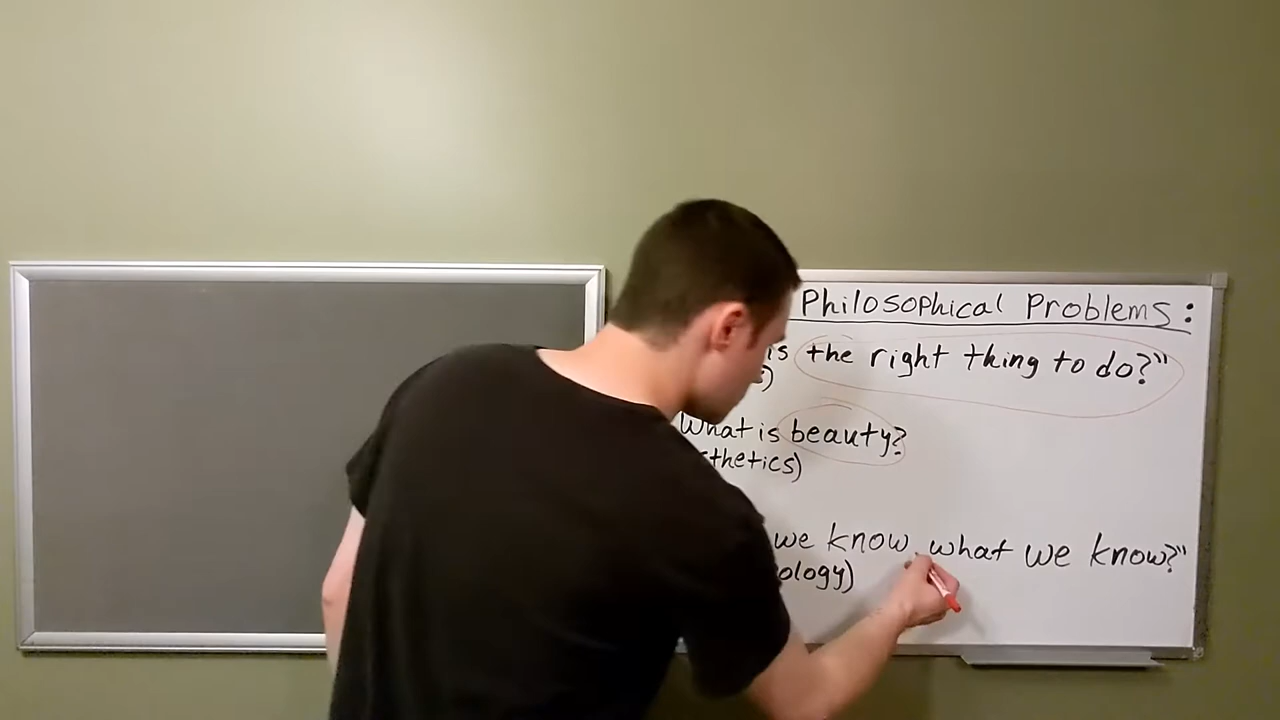 Philosophical Problems:
is the right thing to do?"
What is beauty?
sthetics)
we know, what we know?"
ology)